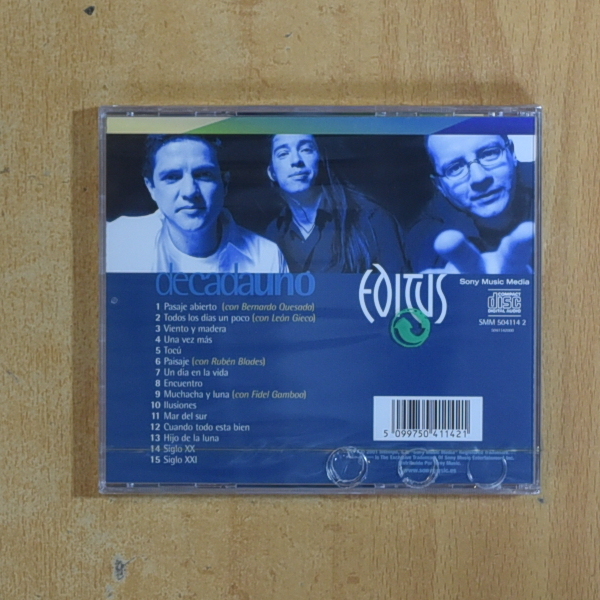 decadauno
EDITUS
Sony Music Media
COMPACT
disc
DIGITAL AUDIO
SMM 504114 2
1 Pasaje abierto (con Bernardo Quesada)
2 Todos los días un poco (con León Gieco)
3 Viento y madera
4 Una vez más
5 Tocú
6 Paisaje (con Rubén Blades)
7 Un dia en la vida
8 Encuentro
9 Muchacha y luna (con Fidel Gamboa)
10 Ilusiones
11 Mar del sur
12 Cuando todo esta bien
13 Hijo de la luna
14 Siglo XX
15 Siglo XXI
5 099750 411421